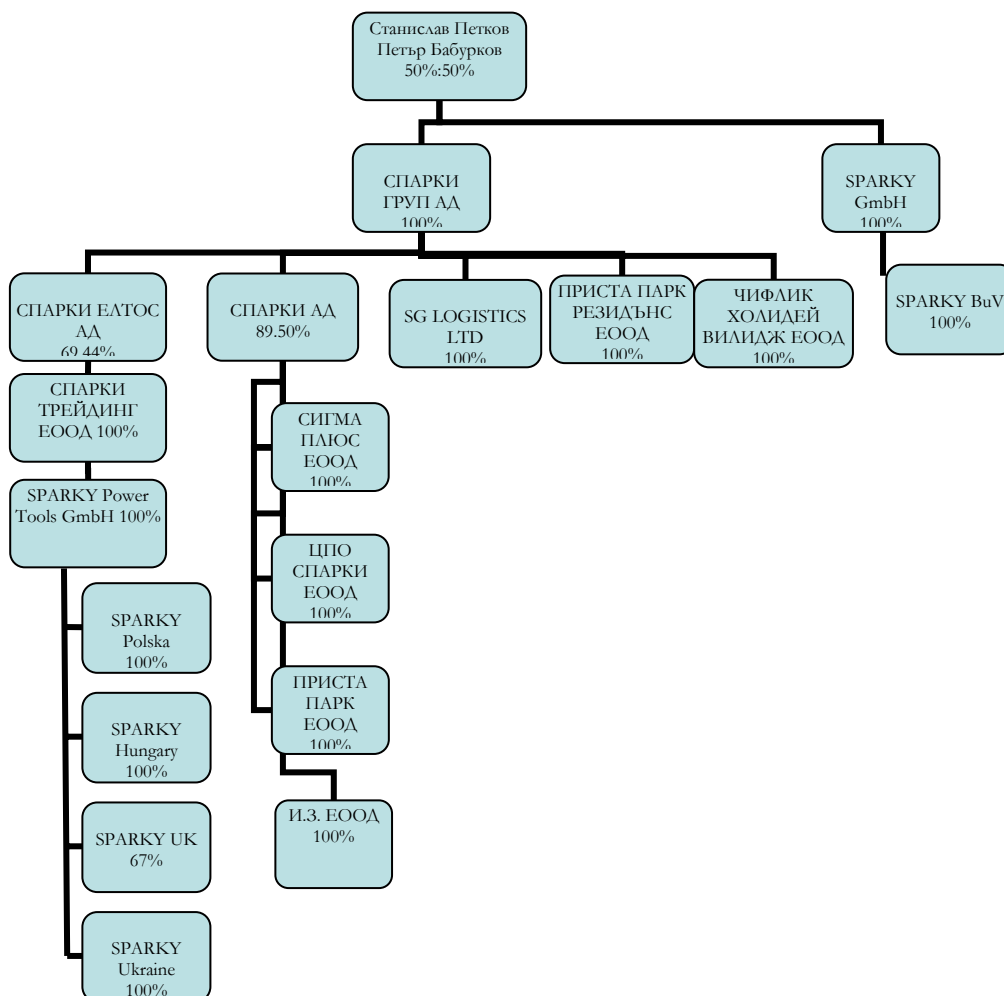 Станислав Петков
Петър Бабурков
50%:50%
СПАРКИ
ГРУП АД
100%
SPARKY
GmbH
100%
СПАРКИ ЕЛТОС
АД
69.44%
СПАРКИ АД
89.50%
SG LOGISTICS
LTD
100%
ПРИСТА ПАРК
РЕЗИДЪНС
ЕООД
100%
ЧИФЛИК
ХОЛИДЕЙ
ВИЛИДЖ ЕООД
100%
SPARKY BuV
100%
СПАРКИ
ТРЕЙДИНГ
ЕООД 100%
SPARKY Power
Tools GmbH 100%
SPARKY
Polska
100%
SPARKY
Hungary
100%
SPARKY UK
67%
SPARKY
Ukraine
100%
СИГМА
ПЛЮС
ЕООД
100%
ЦПО
СПАРКИ
ЕООД
100%
ПРИСТА
ПАРК
ЕООД
100%
И.З. ЕООД
100%